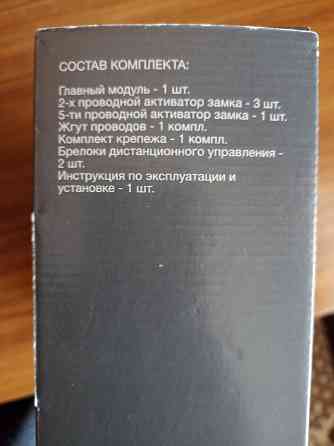 СОСТАВ КОМПЛЕКТА:
Главный модуль - 1 шт.
2-х проводной активатор замка - 3 шт.
5-ти проводной активатор замка - 1 шт.
Жгут проводов - 1 компл.
Комплект крепежа - 1 компл.
Брелоки дистанционного управления -
2 шт.
Инструкция по эксплуатации и
установке - 1 шт.